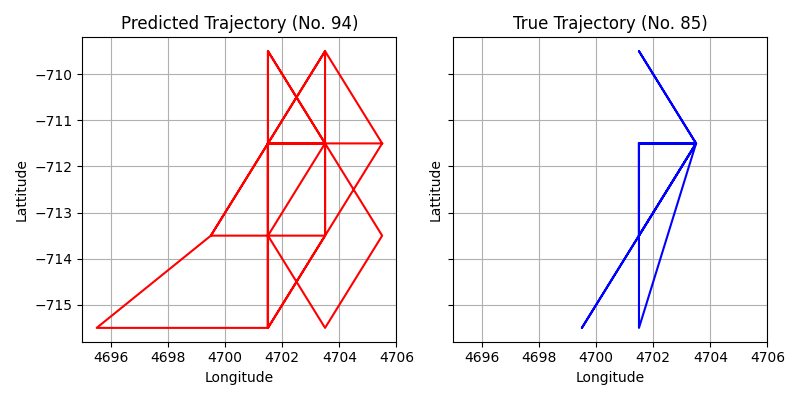 Predicted Trajectory (No. 94)
True Trajectory (No. 85)
−710
−711
−712
−713
−714
−715
Lattitude
Lattitude
4696 4698 4700 4702 4704 4706
4696 4698 4700 4702 4704 4706
Longitude
Longitude